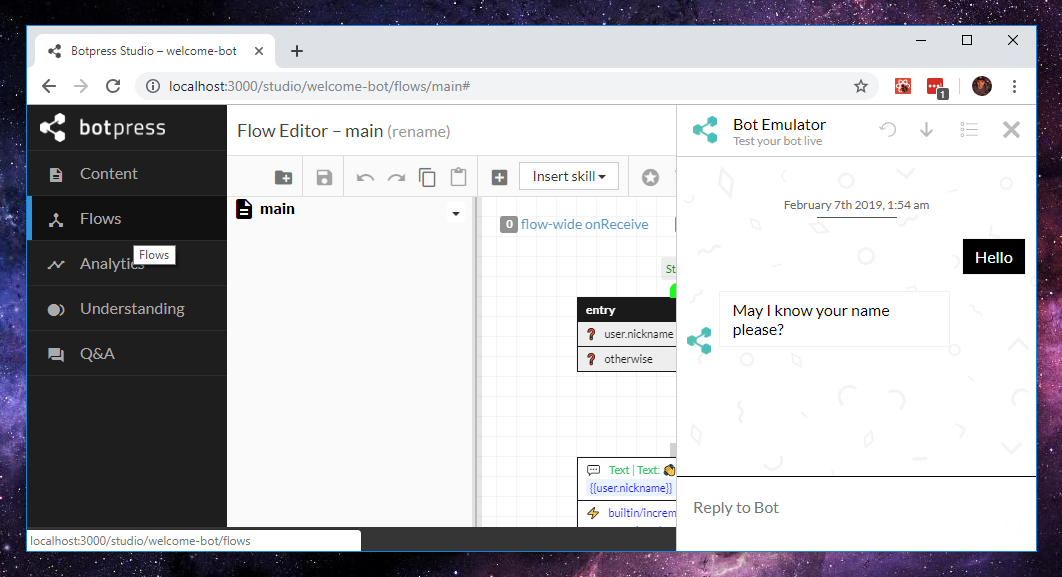 Botpress Studio – welcome-bot
localhost:3000/studio/welcome-bot/flows/main#
1
botpress
Content
Flows
Flows
Analytics
Understanding
Q&A
Flow Editor – main (rename)
Insert skill
main
0 flow-wide onReceive
St
entry
user.nickname
otherwise
Text | Text:
{{user.nickname}}
builtin/increm
Bot Emulator
Test your bot live
February 7th 2019, 1:54 am
Hello
May I know your name
please?
Reply to Bot
localhost:3000/studio/welcome-bot/flows